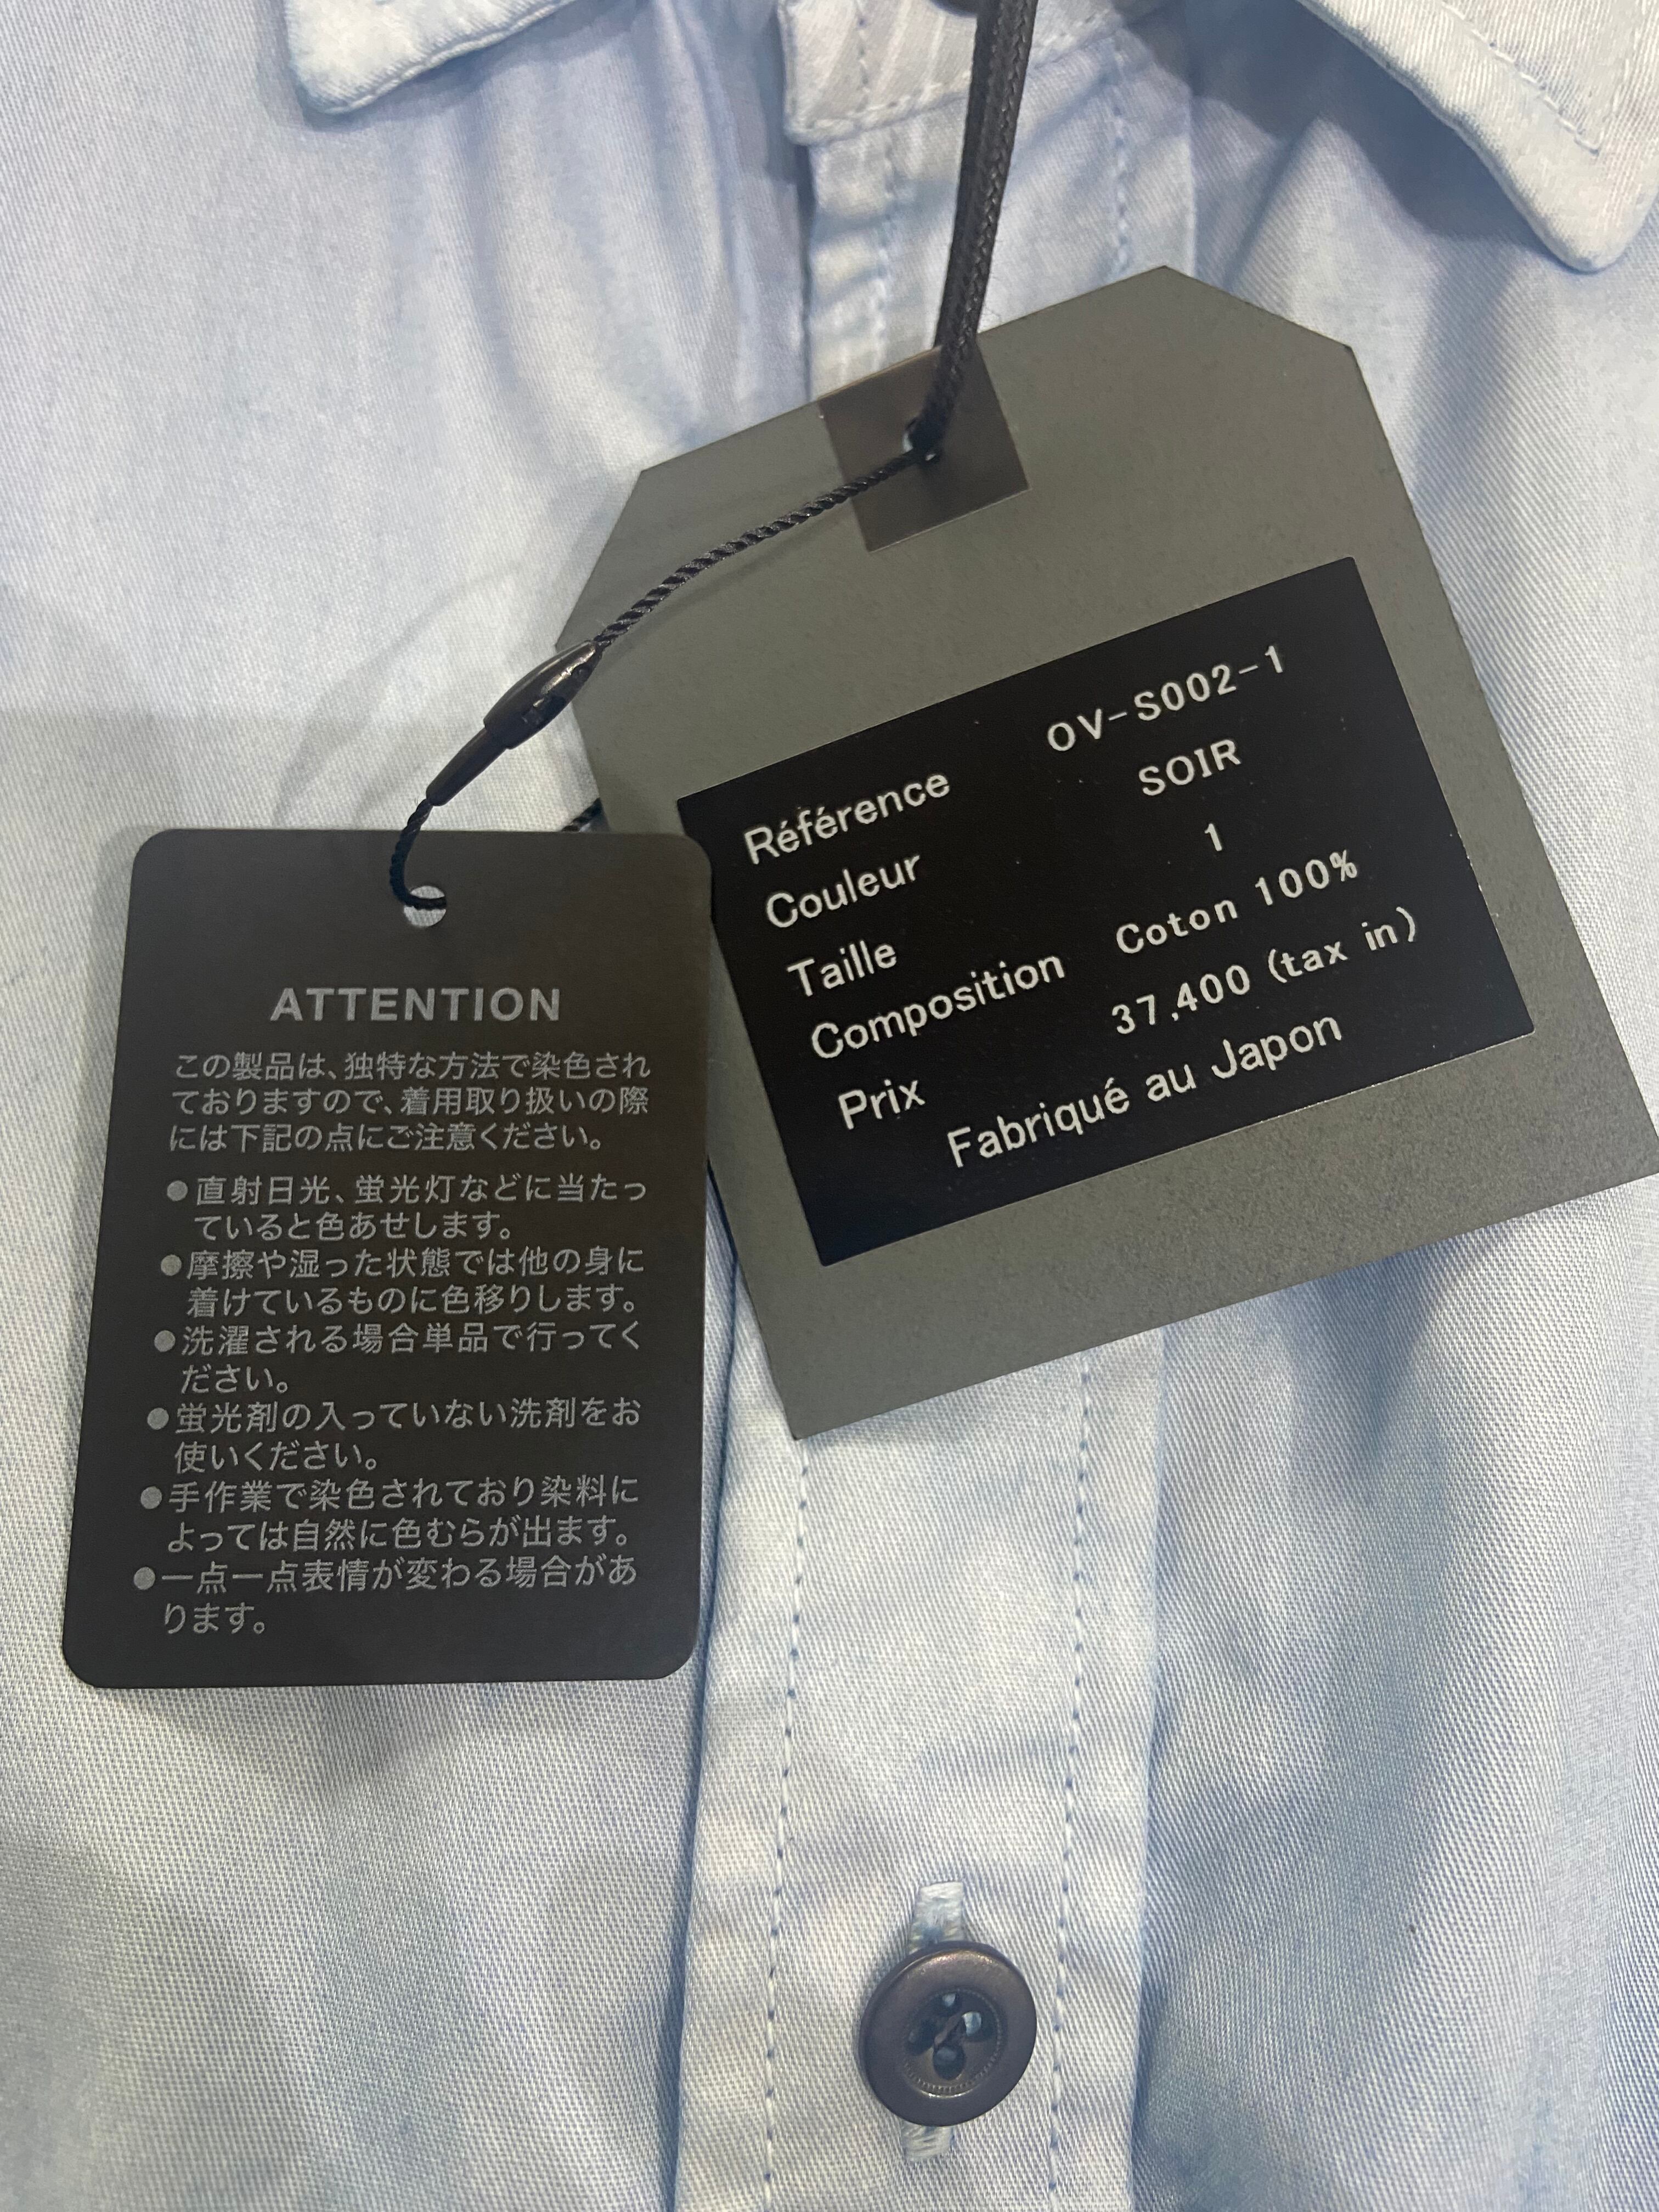 Référence OV-S002-1
Couleur SOIR
Taille 1
Composition Coton 100%
Prix 37,400 (tax in)
Fabriqué au Japon
ATTENTION
この製品は、独特な方法で染色され
ておりますので、着用取り扱いの際
には下記の点にご注意ください。
●直射日光、蛍光灯などに当たっ
ていると色あせします。
●摩擦や湿った状態では他の身に
着けているものに色移りします。
●洗濯される場合単品で行ってく
ださい。
●蛍光剤の入っていない洗剤をお
使いください。
●手作業で染色されており染料に
よっては自然に色むらが出ます。
●一点一点表情が変わる場合があ
ります。